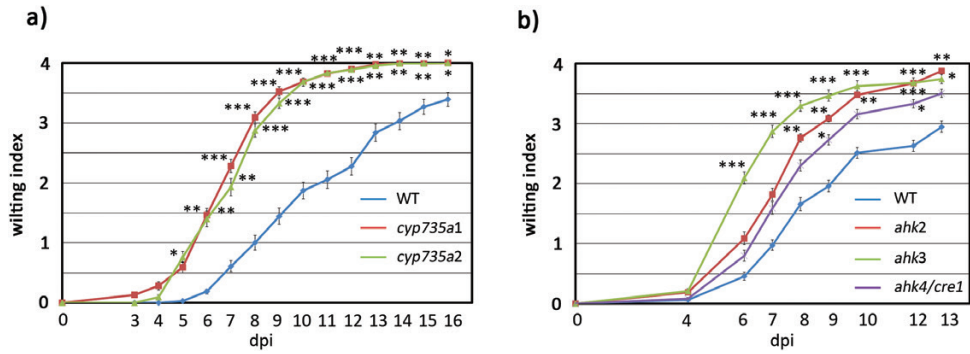 a)
b)
wilting index
4
3
2
1
0
* ** ** *** *** *** *** *** *** ** ** ** *
*** *** ** ** *** ** ** *
WT
cyp735a1
cyp735a2
0 3 4 5 6 7 8 9 10 11 12 13 14 15 16
dpi
wilting index
4
3
2
1
0
*** *** *** *** *** *** **
** ** * ** *** * *
WT
ahk2
ahk3
ahk4/cre1
0 4 6 7 8 9 10 12 13
dpi